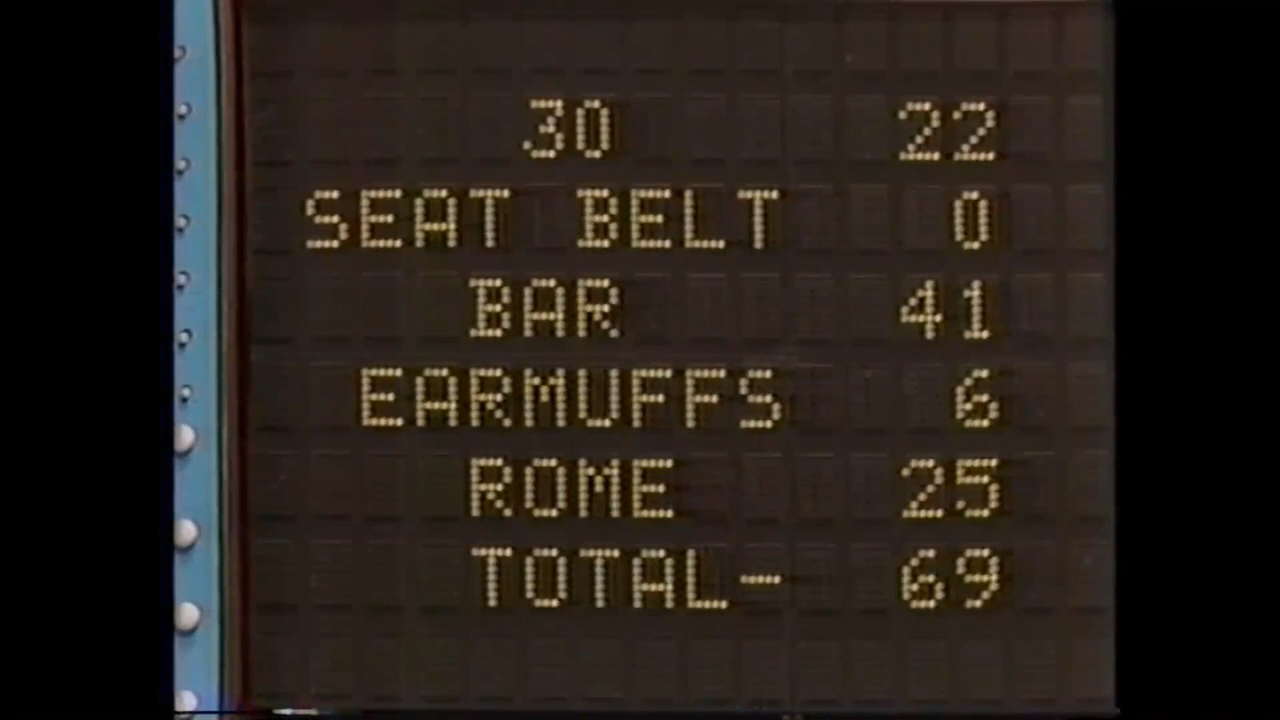 30 22
SEAT BELT 0
BAR 41
EARMUFFS 6
ROME 25
TOTAL- 69